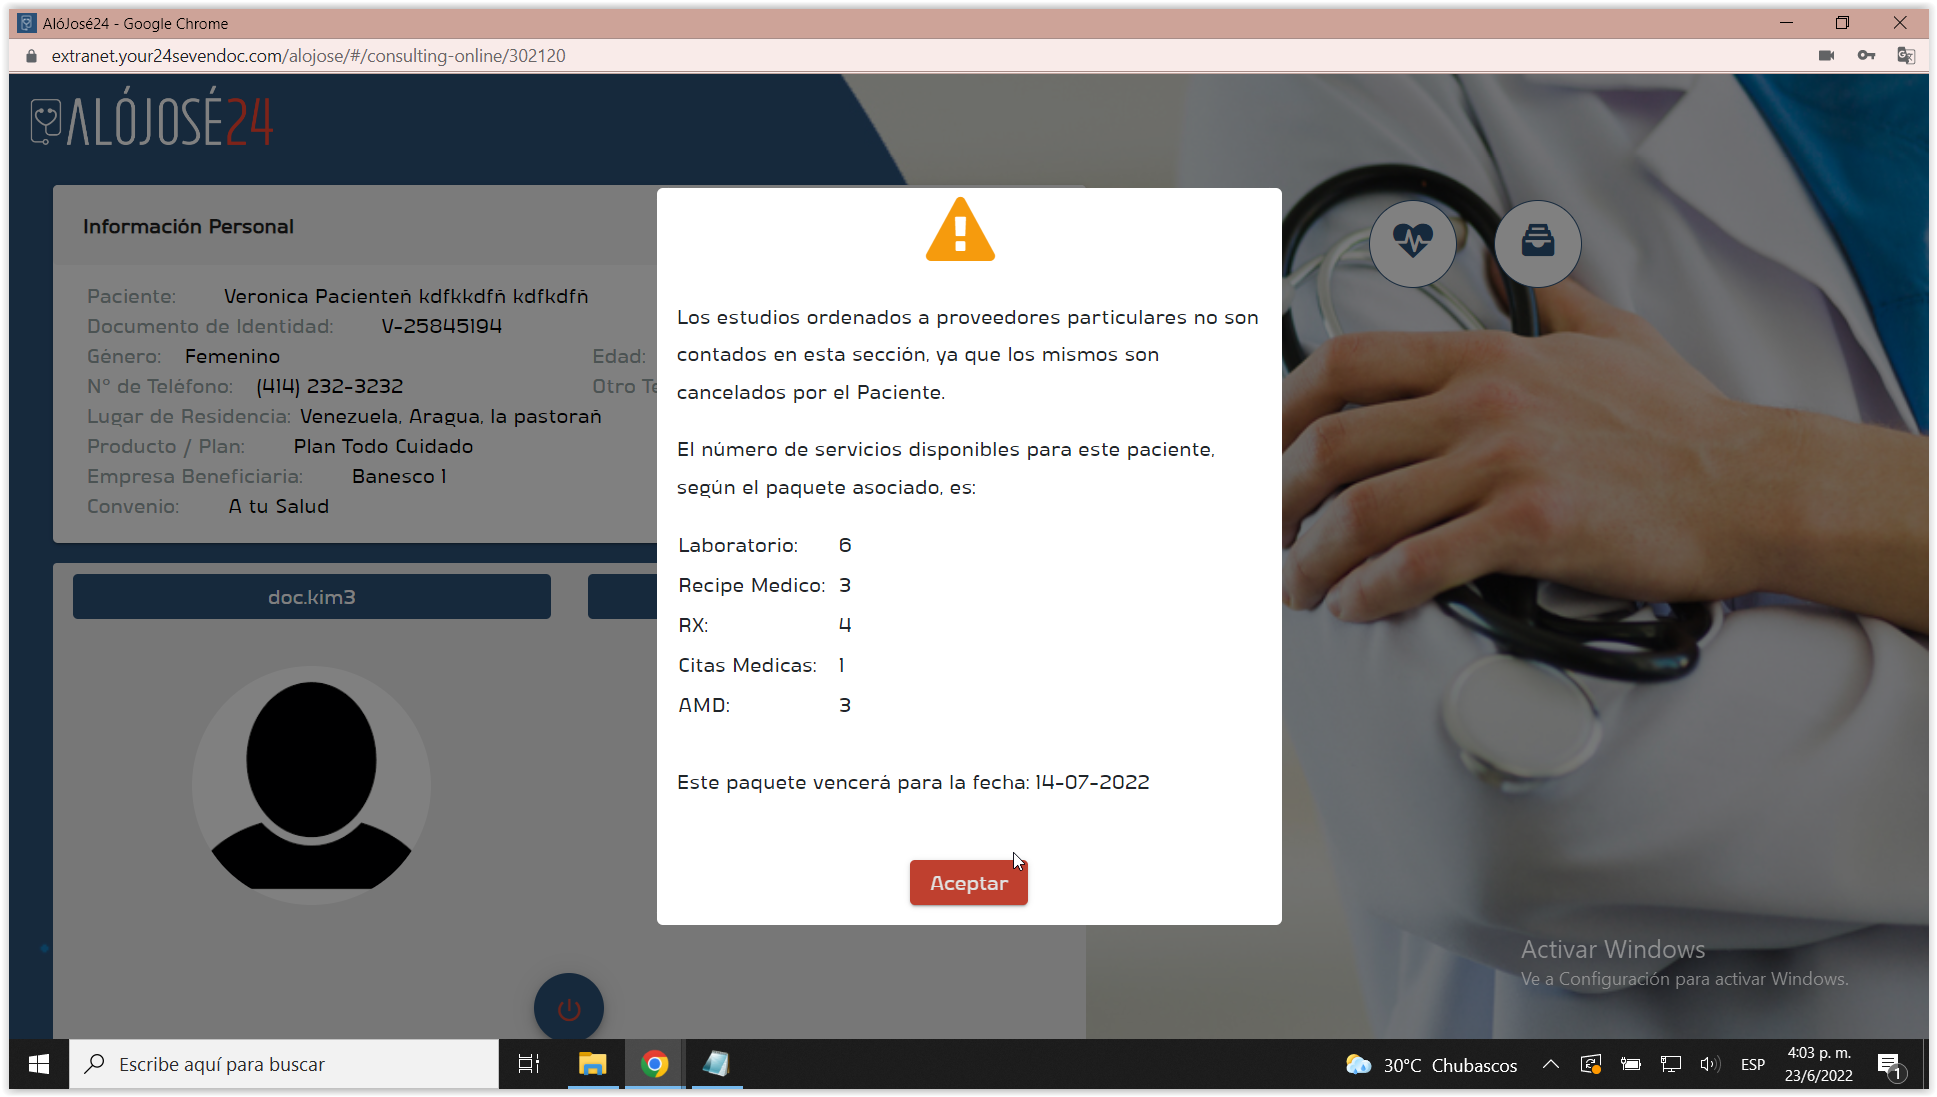 AlóJosé24 - Google Chrome
extranet.your24sevendoc.com/alojose/#/consulting-online/302120
ALÓJOSÉ24
Información Personal
Paciente: Veronica Pacienteñ kdfkkdfñ kdfkdfñ
Documento de Identidad: V-25845194
Género: Femenino Edad:
N° de Teléfono: (414) 232-3232 Otro Te
Lugar de Residencia: Venezuela, Aragua, la pastorañ
Producto / Plan: Plan Todo Cuidado
Empresa Beneficiaria: Banesco 1
Convenio: A tu Salud
doc.kim3
Los estudios ordenados a proveedores particulares no son
contados en esta sección, ya que los mismos son
cancelados por el Paciente.
El número de servicios disponibles para este paciente,
según el paquete asociado, es:
Laboratorio: 6
Recipe Medico: 3
RX: 4
Citas Medicas: 1
AMD: 3
Este paquete vencerá para la fecha: 14-07-2022
Aceptar
Activar Windows
Ve a Configuración para activar Windows.
Escribe aquí para buscar
30°C Chubascos
ESP
4:03 p. m.
23/6/2022
1